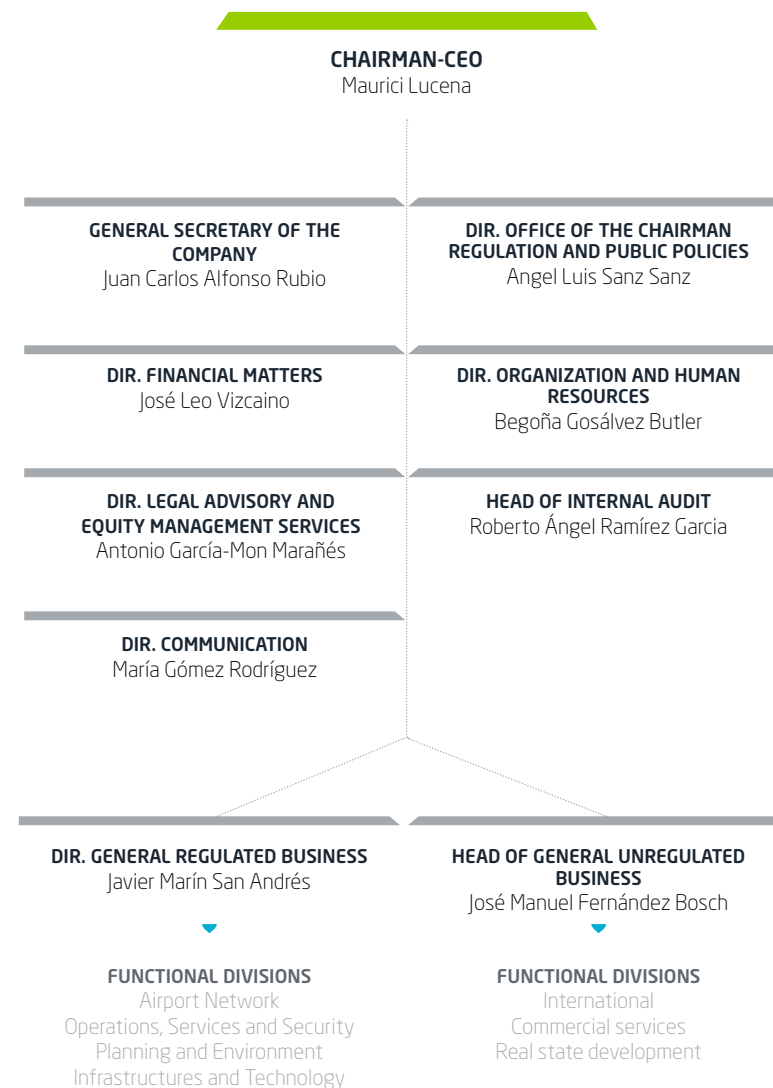 CHAIRMAN-CEO
Maurici Lucena
GENERAL SECRETARY OF THE
COMPANY
Juan Carlos Alfonso Rubio
DIR. OFFICE OF THE CHAIRMAN
REGULATION AND PUBLIC POLICIES
Angel Luis Sanz Sanz
DIR. FINANCIAL MATTERS
José Leo Vizcaino
DIR. ORGANIZATION AND HUMAN
RESOURCES
Begoña Gosálvez Butler
DIR. LEGAL ADVISORY AND
EQUITY MANAGEMENT SERVICES
Antonio García-Mon Marañés
HEAD OF INTERNAL AUDIT
Roberto Ángel Ramírez Garcia
DIR. COMMUNICATION
María Gómez Rodríguez
DIR. GENERAL REGULATED BUSINESS
Javier Marín San Andrés
HEAD OF GENERAL UNREGULATED
BUSINESS
José Manuel Fernández Bosch
FUNCTIONAL DIVISIONS
Airport Network
Operations, Services and Security
Planning and Environment
Infrastructures and Technology
FUNCTIONAL DIVISIONS
International
Commercial services
Real state development